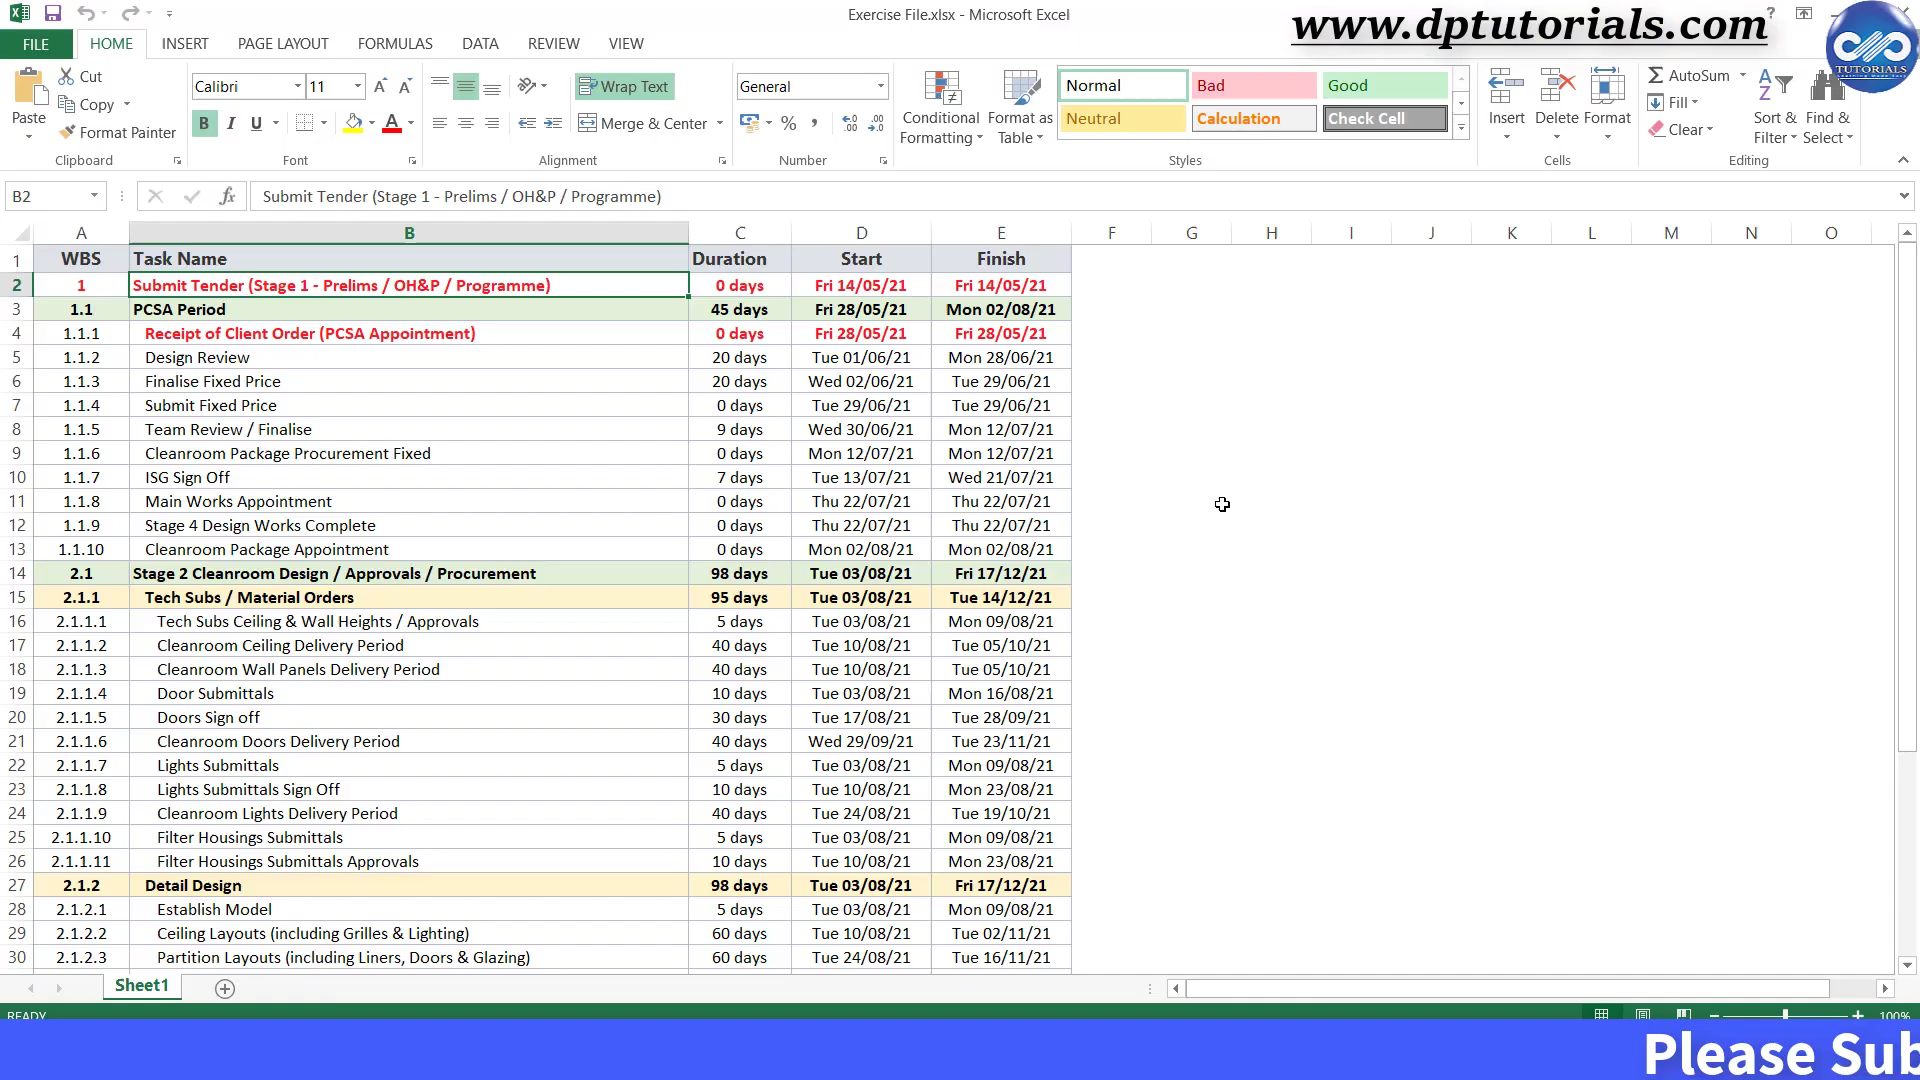 Exercise File.xlsx - Microsoft Excel
www.dptutorials.com
TUTORIALS
FILE HOME INSERT PAGE LAYOUT FORMULAS DATA REVIEW VIEW
Paste
Cut
Copy
Format Painter
Clipboard
Calibri 11
B I U
Font
Wrap Text
Merge & Center
Alignment
General
%
Number
Conditional Formatting
Format as Table
Normal Bad Good
Neutral Calculation Check Cell
Styles
Insert Delete Format
Cells
AutoSum
Fill
Clear
Sort & Filter
Find & Select
Editing
B2 fx Submit Tender (Stage 1 - Prelims / OH&P / Programme)
A B C D E F G H I J K L M N O
1 WBS Task Name Duration Start Finish
2 1 Submit Tender (Stage 1 - Prelims / OH&P / Programme) 0 days Fri 14/05/21 Fri 14/05/21
3 1.1 PCSA Period 45 days Fri 28/05/21 Mon 02/08/21
4 1.1.1 Receipt of Client Order (PCSA Appointment) 0 days Fri 28/05/21 Fri 28/05/21
5 1.1.2 Design Review 20 days Tue 01/06/21 Mon 28/06/21
6 1.1.3 Finalise Fixed Price 20 days Wed 02/06/21 Tue 29/06/21
7 1.1.4 Submit Fixed Price 0 days Tue 29/06/21 Tue 29/06/21
8 1.1.5 Team Review / Finalise 9 days Wed 30/06/21 Mon 12/07/21
9 1.1.6 Cleanroom Package Procurement Fixed 0 days Mon 12/07/21 Mon 12/07/21
10 1.1.7 ISG Sign Off 7 days Tue 13/07/21 Wed 21/07/21
11 1.1.8 Main Works Appointment 0 days Thu 22/07/21 Thu 22/07/21
12 1.1.9 Stage 4 Design Works Complete 0 days Thu 22/07/21 Thu 22/07/21
13 1.1.10 Cleanroom Package Appointment 0 days Mon 02/08/21 Mon 02/08/21
14 2.1 Stage 2 Cleanroom Design / Approvals / Procurement 98 days Tue 03/08/21 Fri 17/12/21
15 2.1.1 Tech Subs / Material Orders 95 days Tue 03/08/21 Tue 14/12/21
16 2.1.1.1 Tech Subs Ceiling & Wall Heights / Approvals 5 days Tue 03/08/21 Mon 09/08/21
17 2.1.1.2 Cleanroom Ceiling Delivery Period 40 days Tue 10/08/21 Tue 05/10/21
18 2.1.1.3 Cleanroom Wall Panels Delivery Period 40 days Tue 10/08/21 Tue 05/10/21
19 2.1.1.4 Door Submittals 10 days Tue 03/08/21 Mon 16/08/21
20 2.1.1.5 Doors Sign off 30 days Tue 17/08/21 Tue 28/09/21
21 2.1.1.6 Cleanroom Doors Delivery Period 40 days Wed 29/09/21 Tue 23/11/21
22 2.1.1.7 Lights Submittals 5 days Tue 03/08/21 Mon 09/08/21
23 2.1.1.8 Lights Submittals Sign Off 10 days Tue 10/08/21 Mon 23/08/21
24 2.1.1.9 Cleanroom Lights Delivery Period 40 days Tue 24/08/21 Tue 19/10/21
25 2.1.1.10 Filter Housings Submittals 5 days Tue 03/08/21 Mon 09/08/21
26 2.1.1.11 Filter Housings Submittals Approvals 10 days Tue 10/08/21 Mon 23/08/21
27 2.1.2 Detail Design 98 days Tue 03/08/21 Fri 17/12/21
28 2.1.2.1 Establish Model 5 days Tue 03/08/21 Mon 09/08/21
29 2.1.2.2 Ceiling Layouts (including Grilles & Lighting) 60 days Tue 10/08/21 Tue 02/11/21
30 2.1.2.3 Partition Layouts (including Liners, Doors & Glazing) 60 days Tue 24/08/21 Tue 16/11/21
Sheet1
READY 100%
Please Sub